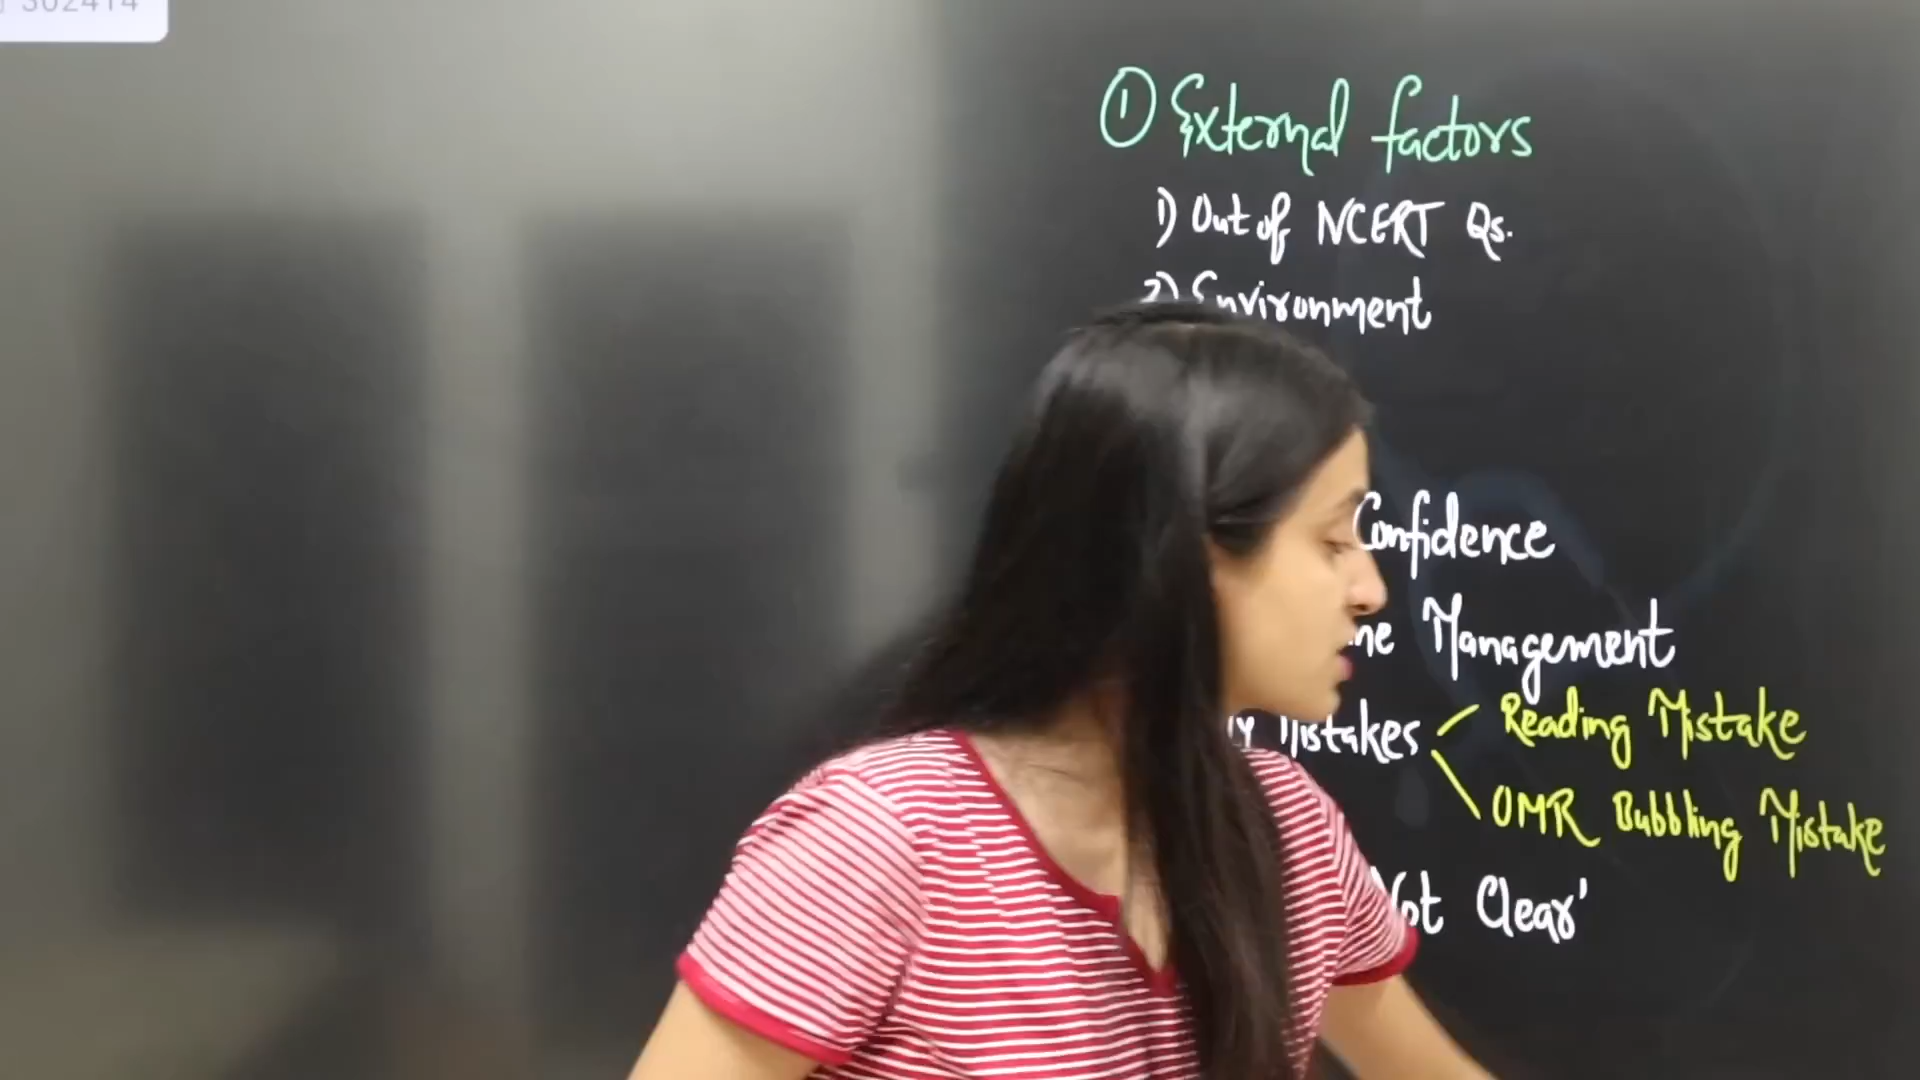 302414
① External factors
1) Out of NCERT Qs.
2) Environment
Confidence
Management
Mistakes
Reading Mistake
OMR Bubbling Mistake
Not Clear'